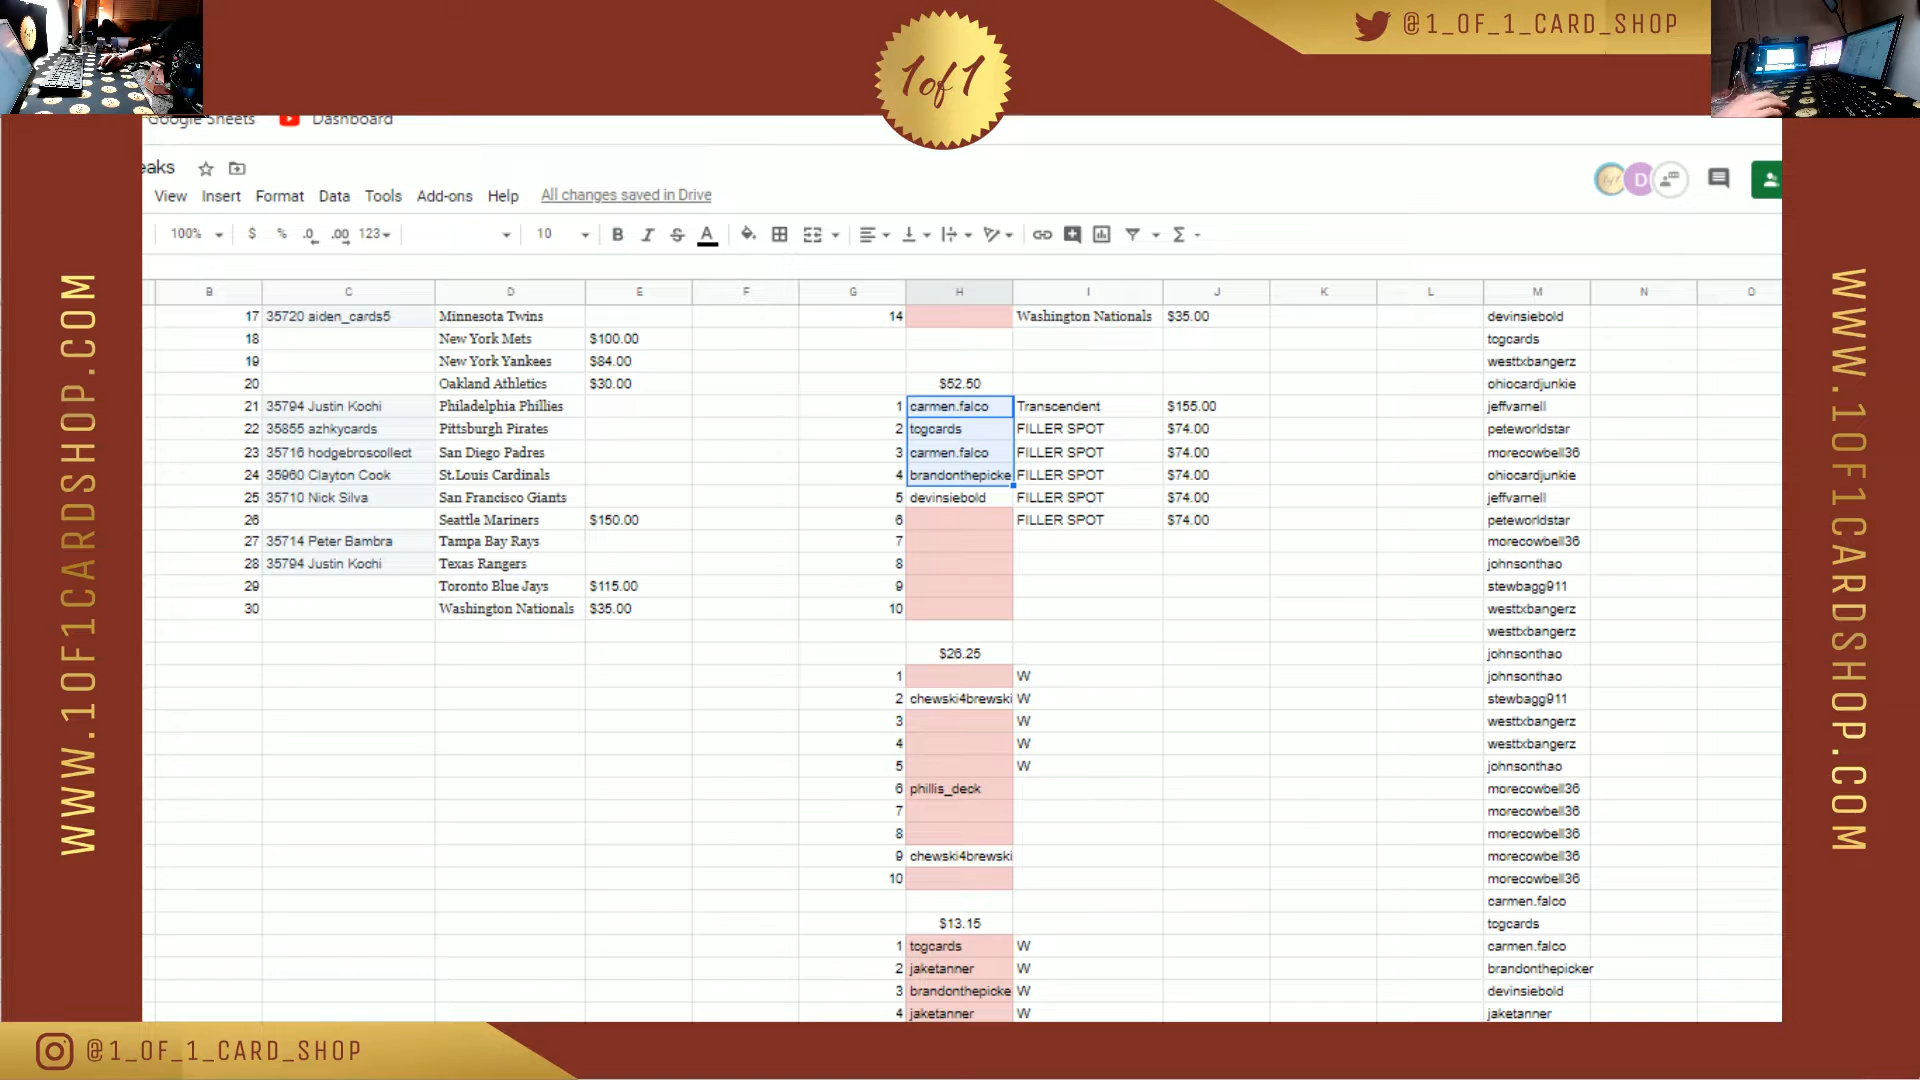 @1_OF_1_CARD_SHOP
1of1
Google Sheets Dashboard
eaks
View Insert Format Data Tools Add-ons Help All changes saved in Drive
D
100% $ % .0 .00 123 10 B I S A
B C D E F G H I J K L M N O
17 35720 aiden_cards5 Minnesota Twins 14 Washington Nationals $35.00 devinsiebold
18 New York Mets $100.00 togcards
19 New York Yankees $84.00 westtxbangerz
20 Oakland Athletics $30.00 $52.50 ohiocardjunkie
21 35794 Justin Kochi Philadelphia Phillies 1 carmen.falco Transcendent $155.00 jeffvarnell
22 35855 azhkycards Pittsburgh Pirates 2 togcards FILLER SPOT $74.00 peteworldstar
23 35716 hodgebroscollect San Diego Padres 3 carmen.falco FILLER SPOT $74.00 morecowbell36
24 35960 Clayton Cook St.Louis Cardinals 4 brandonthepicke FILLER SPOT $74.00 ohiocardjunkie
25 35710 Nick Silva San Francisco Giants 5 devinsiebold FILLER SPOT $74.00 jeffvarnell
26 Seattle Mariners $150.00 6 FILLER SPOT $74.00 peteworldstar
27 35714 Peter Bambra Tampa Bay Rays 7 morecowbell36
28 35794 Justin Kochi Texas Rangers 8 johnsonthao
29 Toronto Blue Jays $115.00 9 stewbagg911
30 Washington Nationals $35.00 10 westtxbangerz
westtxbangerz
$26.25 johnsonthao
1 W johnsonthao
2 chewski4brewski W stewbagg911
3 W westtxbangerz
4 W westtxbangerz
5 W johnsonthao
6 phillis_deck morecowbell36
7 morecowbell36
8 morecowbell36
9 chewski4brewski morecowbell36
10 morecowbell36
carmen.falco
$13.15 togcards
1 togcards W carmen.falco
2 jaketanner W brandonthepicker
3 brandonthepicke W devinsiebold
4 jaketanner W jaketanner
WWW.1OF1CARDSHOP.COM
WWW.1OF1CARDSHOP.COM
@1_OF_1_CARD_SHOP